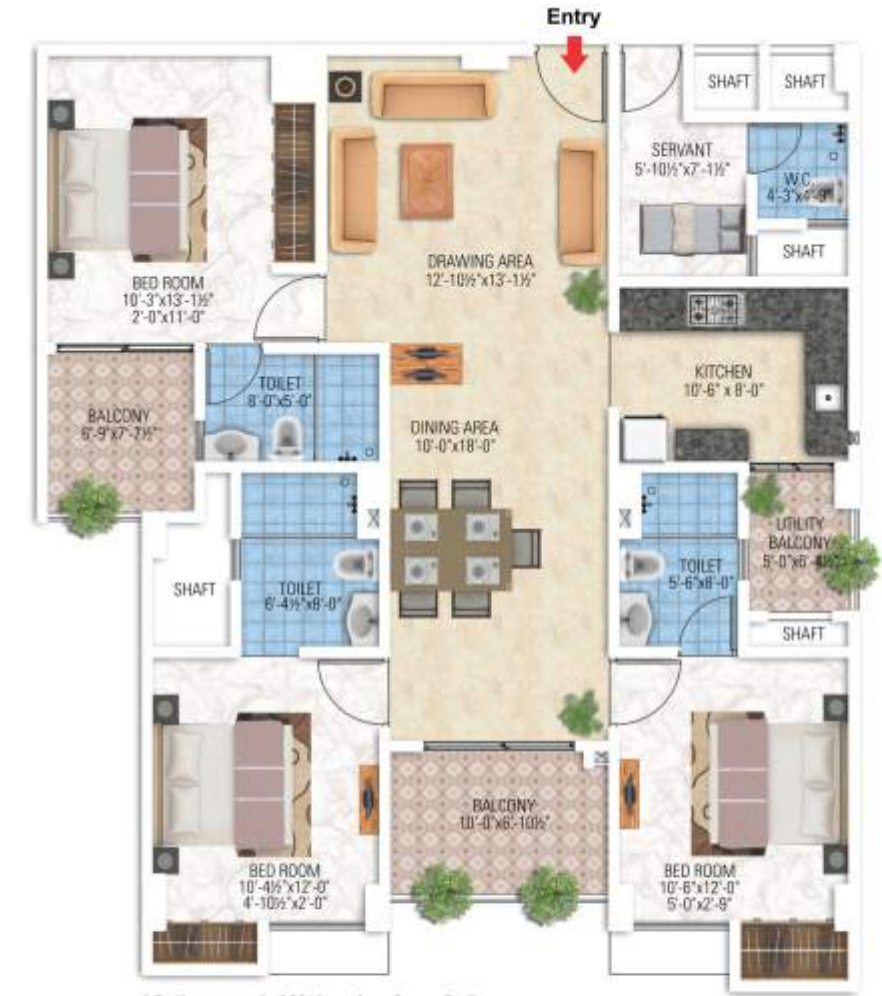 Entry
SHAFT
SHAFT
SERVANT
5'-10½"x7'-1½"
W.C.
4'-3"x4'-9"
SHAFT
DRAWING AREA
12'-10½"x13'-1½"
BED ROOM
10'-3"x13'-1½"
2'-0"x11'-0"
TOILET
8'-0"x5'-0"
KITCHEN
10'-6" x 8'-0"
BALCONY
6'-9"x7'-7½"
DINING AREA
10'-0"x18'-0"
UTILITY
BALCONY
5'-0"x6'-4½"
SHAFT
TOILET
6'-4½"x8'-0"
TOILET
5'-6"x8'-0"
SHAFT
BALCONY
10'-0"x6'-10½"
BED ROOM
10'-4½"x12'-0"
4'-10½"x2'-0"
BED ROOM
10'-6"x12'-0"
5'-0"x2'-9"